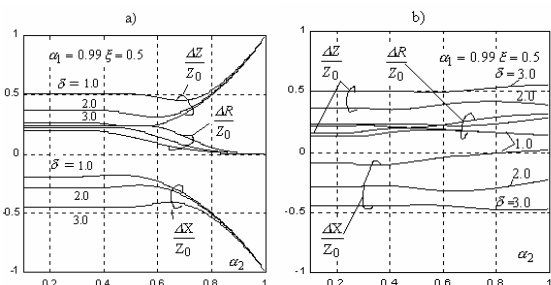 a)
1
α₁ = 0.99 ξ = 0.5
ΔZ
Z₀
0.5
δ = 1.0
2.0
3.0
ΔR
Z₀
0
δ = 1.0
2.0
-0.5
3.0
ΔX
Z₀
α₂
-1
0.2 0.4 0.6 0.8 1
b)
1
ΔZ
Z₀
ΔR
Z₀
α₁ = 0.99 ξ = 0.5
δ = 3.0
0.5
2.0
0
1.0
2.0
-0.5
δ = 3.0
ΔX
Z₀
α₂
-1
0.2 0.4 0.6 0.8 1